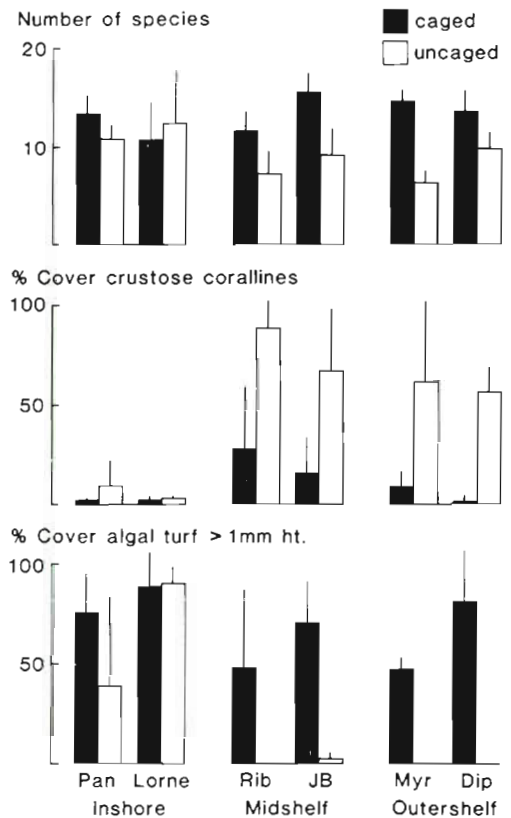 Number of species
caged
uncaged
20
10
% Cover crustose corallines
100
50
% Cover algal turf > 1mm ht.
100
50
Pan Lorne Rib JB Myr Dip
inshore Midshelf Outershelf